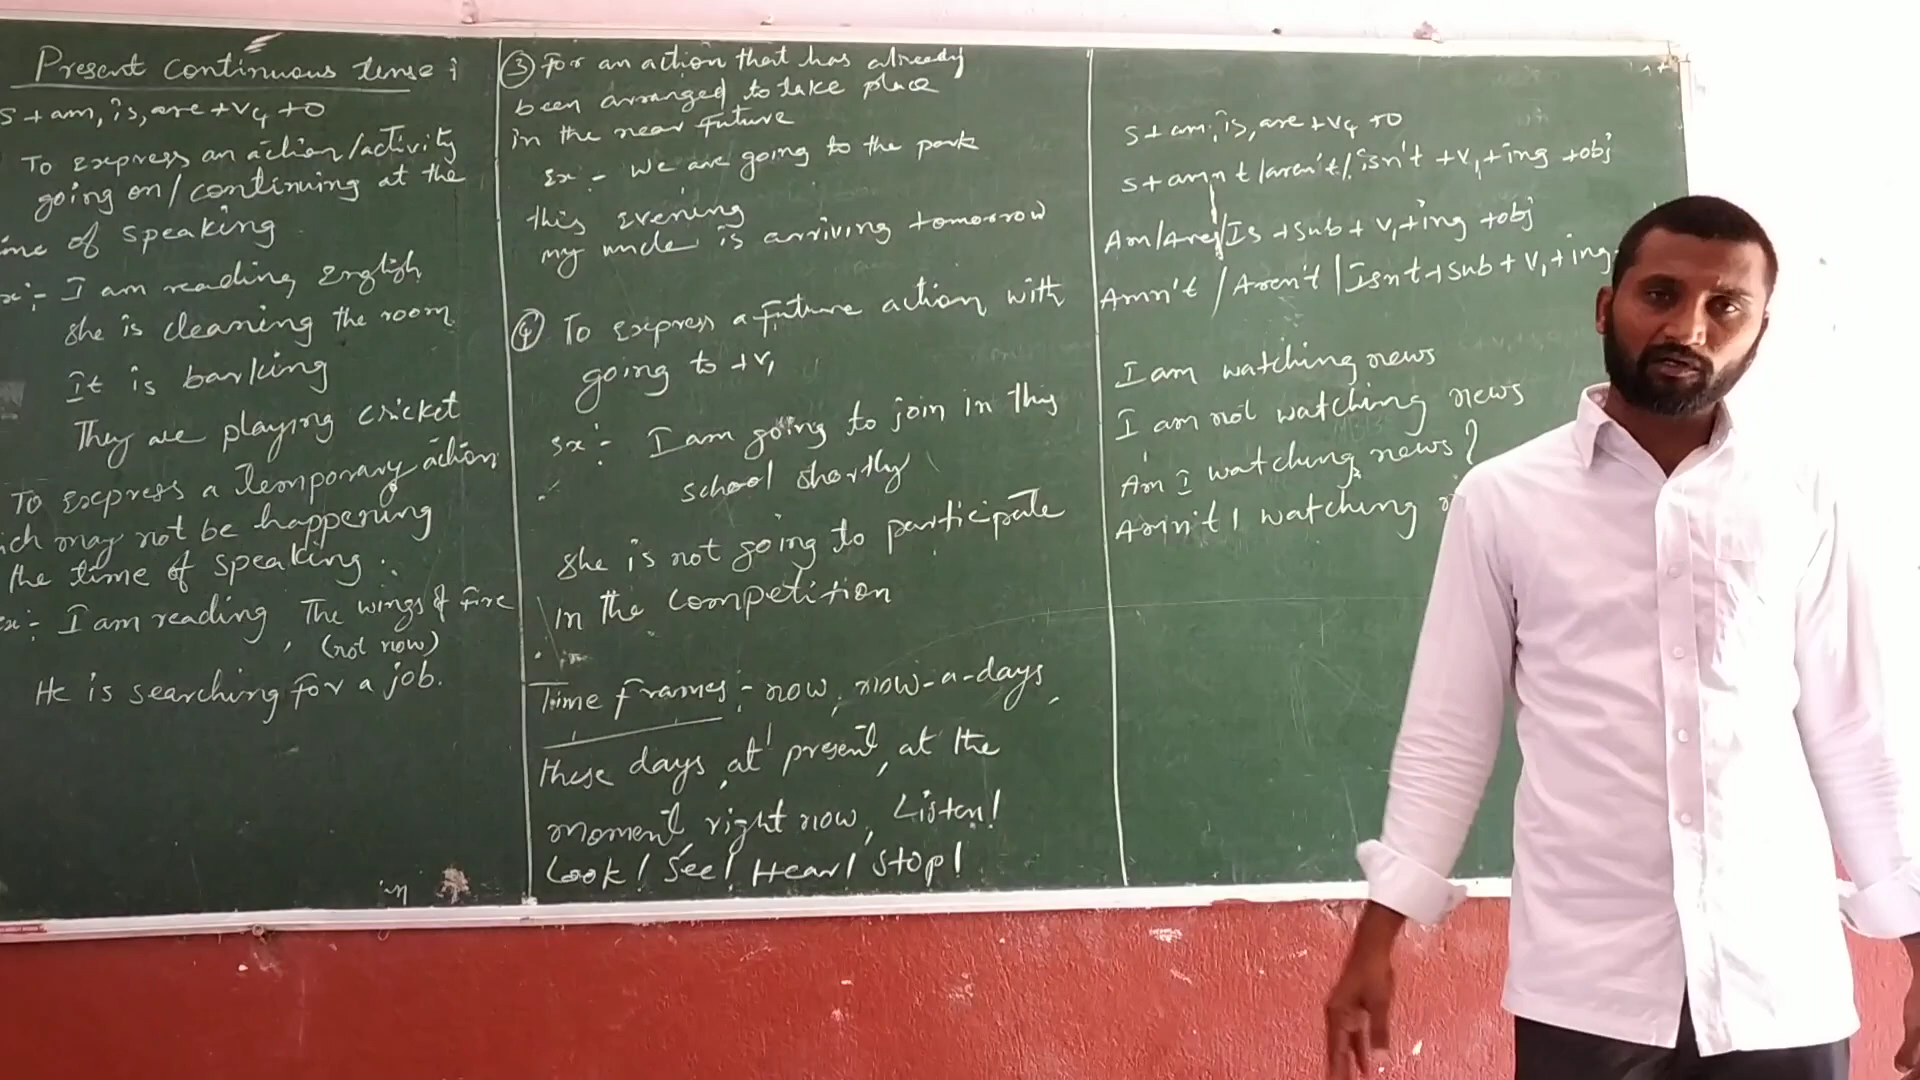 Present continuous tense :
S + am, is, are + V4 + O
To Express an action/activity
going on/continuing at the
me of speaking
Ex:- I am reading English
she is cleaning the room
It is barking
They are playing cricket
To Express a temporary action
ich may not be happening
the time of speaking.
Ex:- I am reading The wings of fire
(not now)
He is searching for a job.
③ For an action that has already
been arranged to take place
in the near Future
Ex:- We are going to the park
this Evening
my uncle is arriving tomorrow
④ To Express a Future action with
going to + V1
Ex:- I am going to join in this
school shortly
She is not going to participate
in the competition
Time frames:- now, now-a-days,
these days, at present, at the
moment, right now, Listen!
Look! See! Hear! Stop!
S + am, is, are + V4 + O
S + amn't/aren't/isn't + V1 + ing + obj
Am/Are/Is + Sub + V1 + ing + obj
Amn't/Aren't/Isn't + Sub + V1 + ing
I am watching news
I am not watching news
Am I watching news?
Amn't I watching